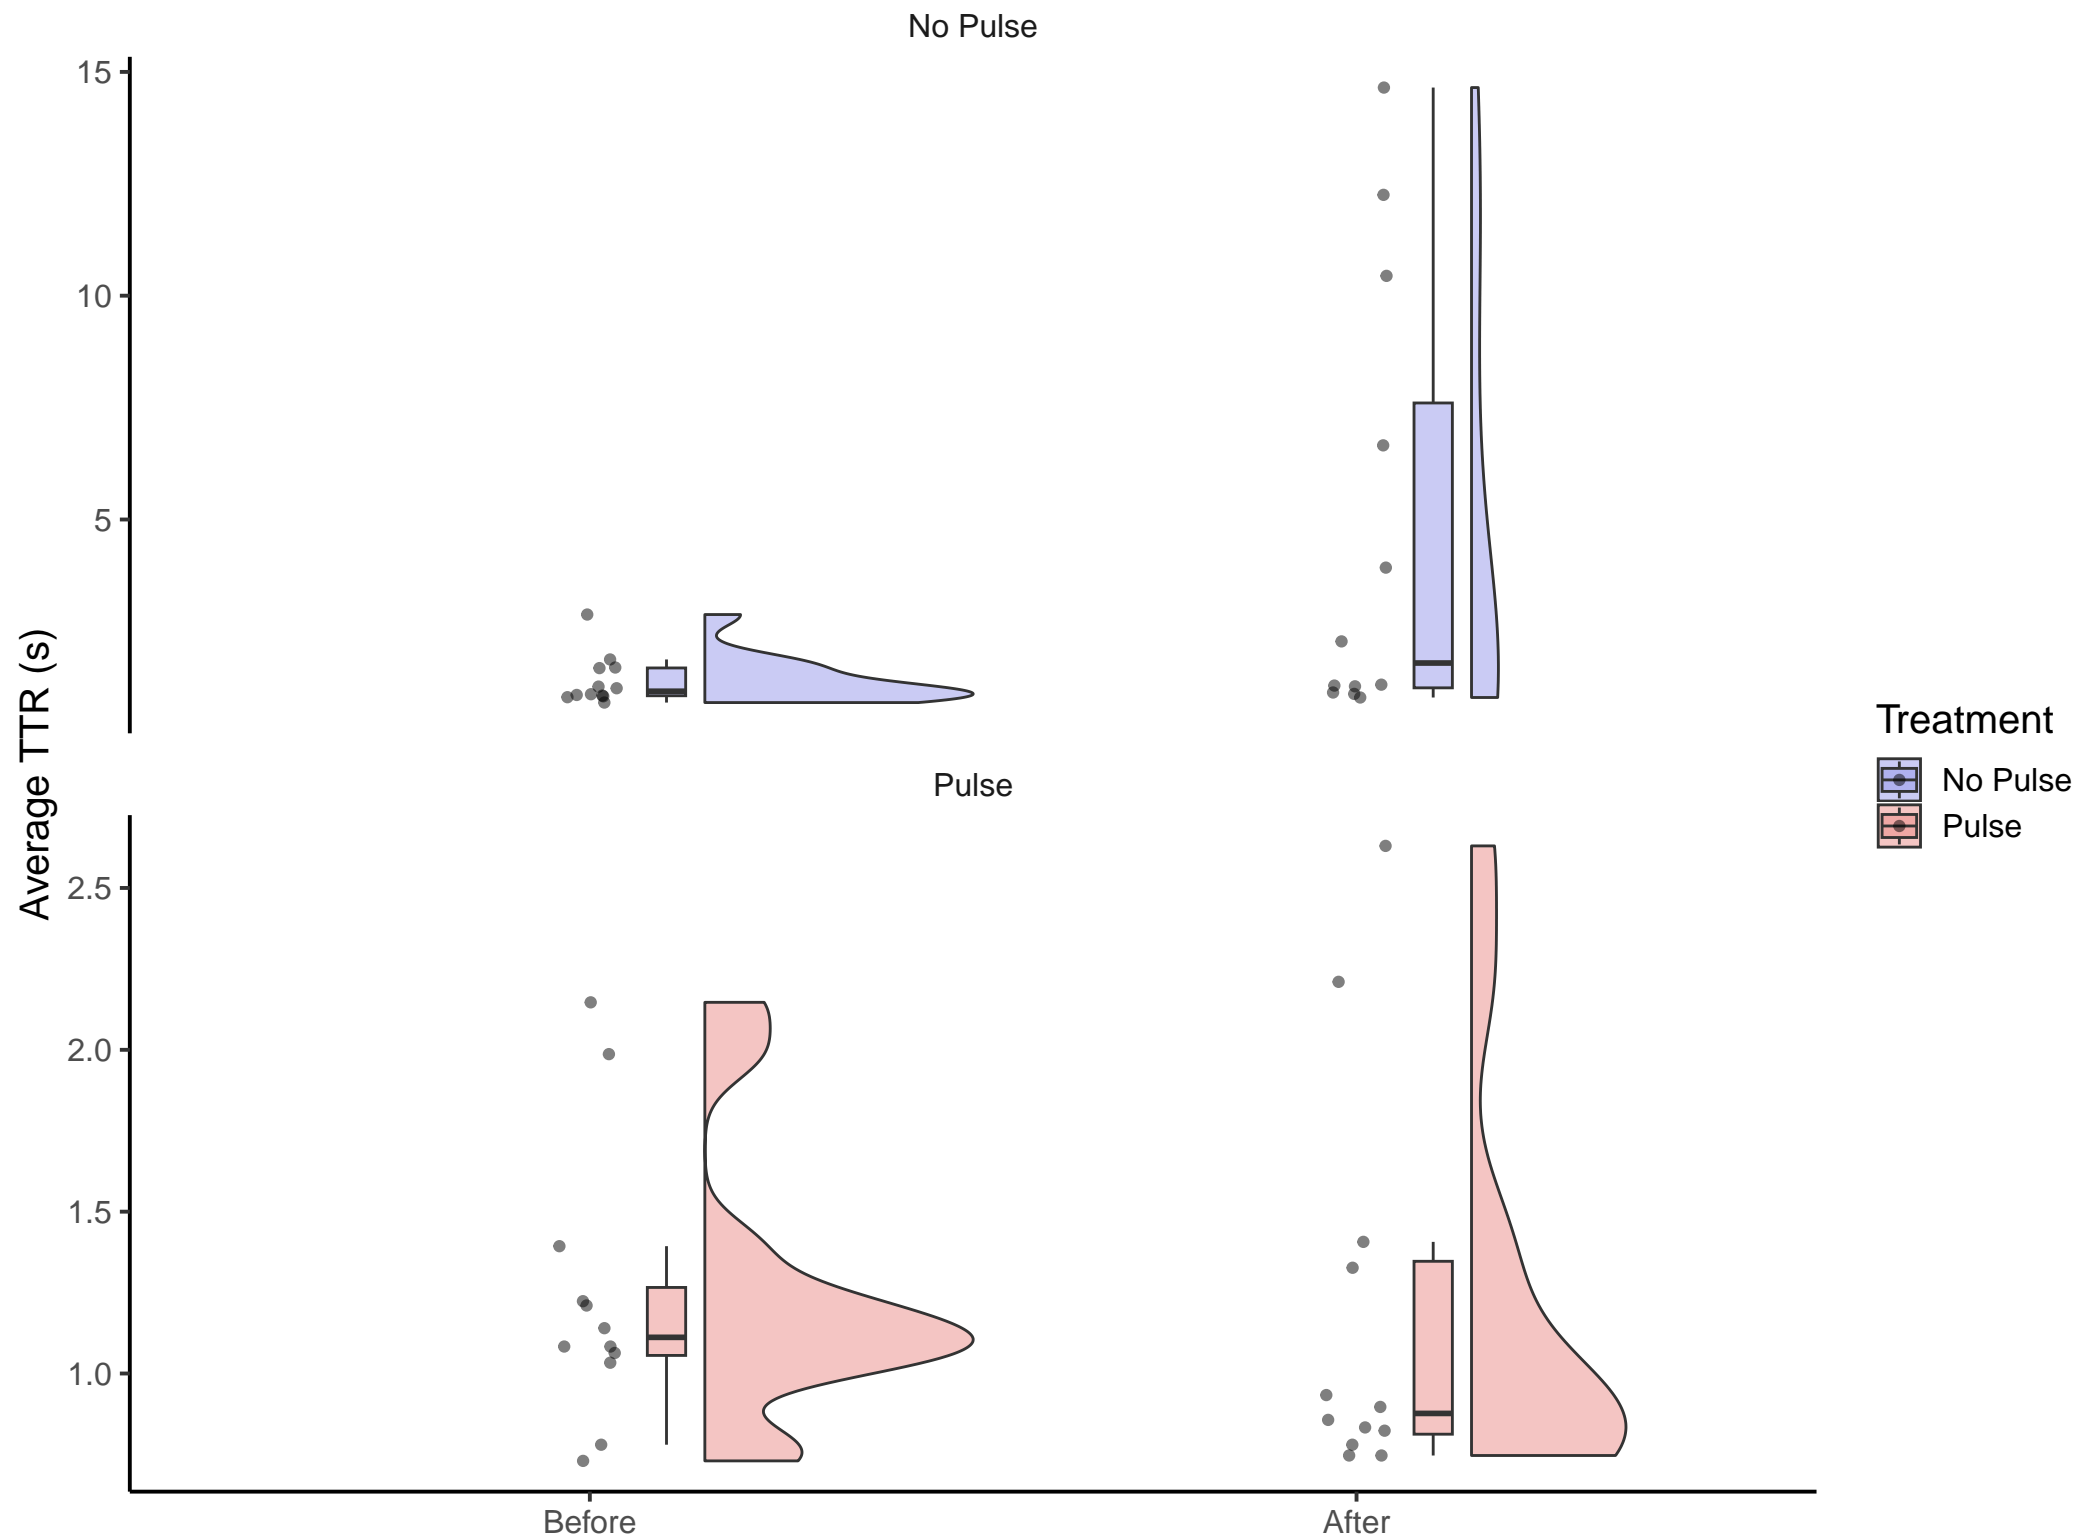 No Pulse
15
10
5
Average TTR (s)
Pulse
2.5
2.0
1.5
1.0
Before
After
Treatment
No Pulse
Pulse